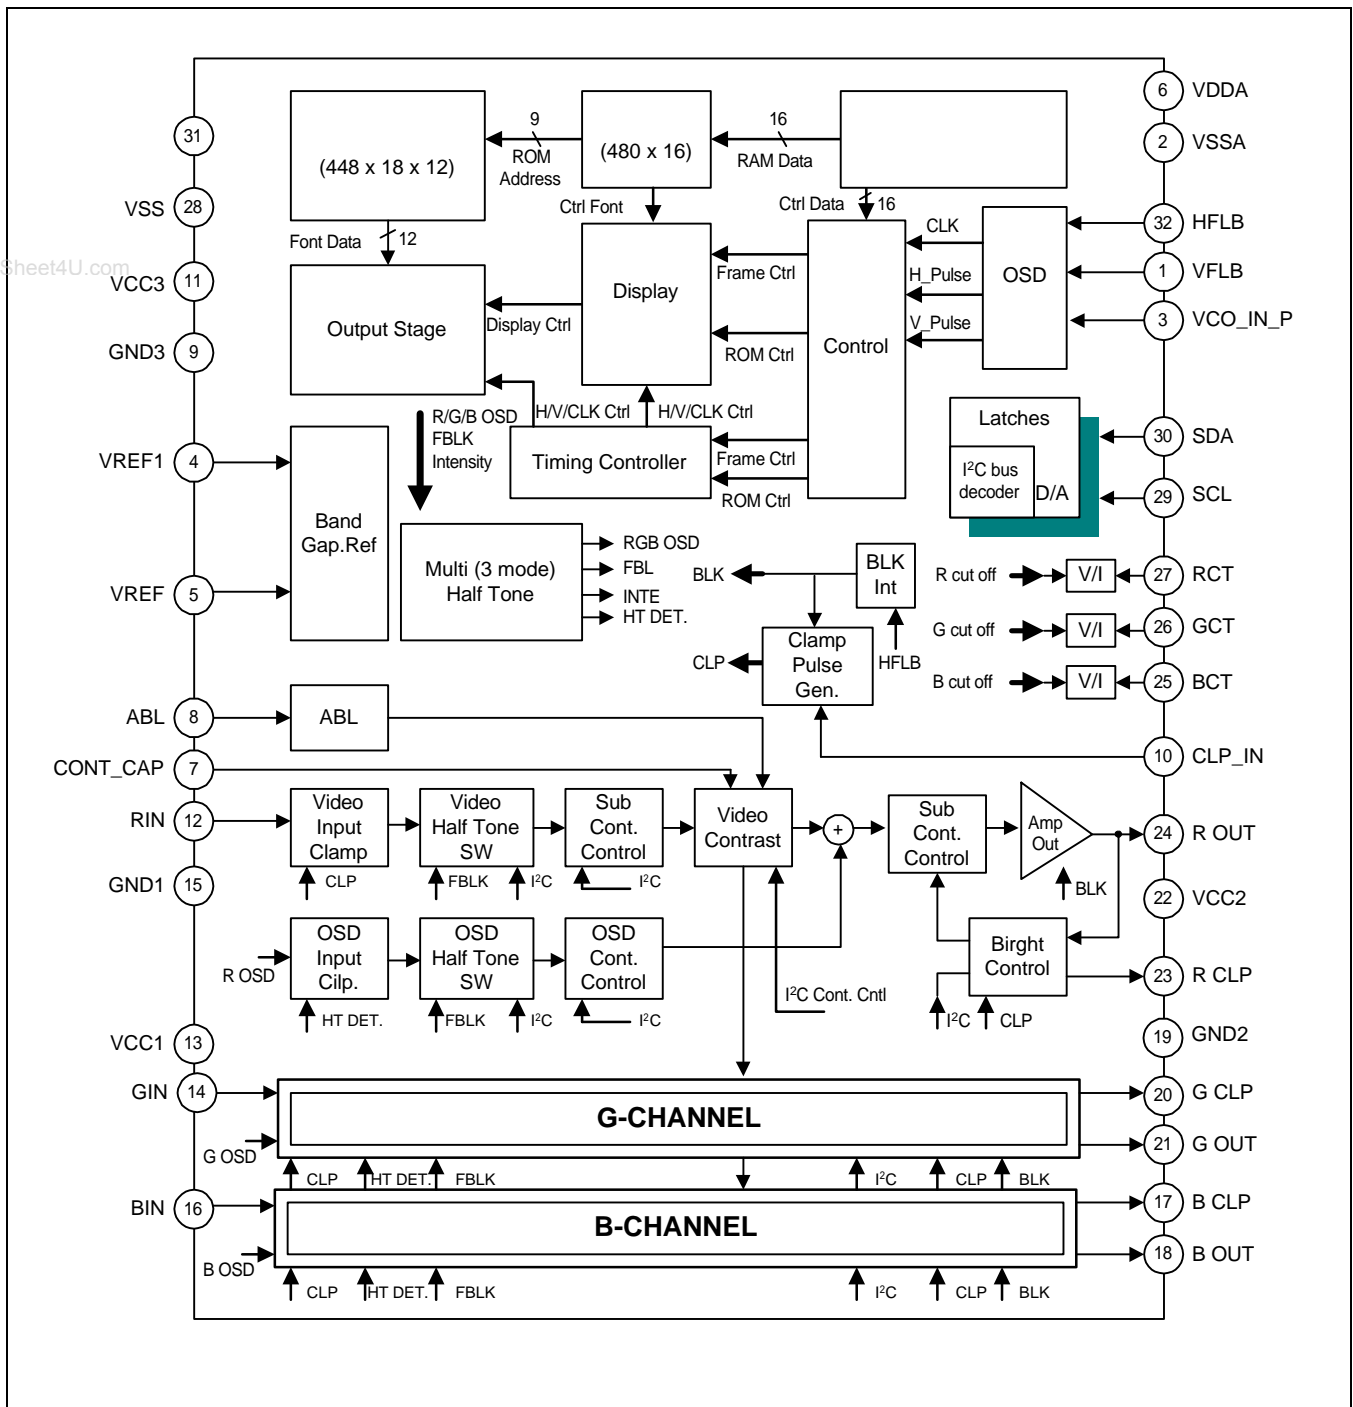 6 VDDA
2 VSSA
31
(448 x 18 x 12)
9
ROM
Address
(480 x 16)
16
RAM Data
VSS 28
Ctrl Font
Ctrl Data 16
32 HFLB
Font Data 12
CLK
Sheet4U.com
VCC3 11
Frame Ctrl
H_Pulse
OSD
1 VFLB
Display
Output Stage
Display Ctrl
V_Pulse
3 VCO_IN_P
GND3 9
ROM Ctrl
Control
R/G/B OSD
FBLK
Intensity
H/V/CLK Ctrl
H/V/CLK Ctrl
Latches
30 SDA
VREF1 4
Timing Controller
Frame Ctrl
ROM Ctrl
I²C bus
decoder
D/A
29 SCL
Band
Gap.Ref
Multi (3 mode)
Half Tone
RGB OSD
FBL
INTE
HT DET.
BLK
BLK
Int
R cut off V/I 27 RCT
VREF 5
G cut off V/I 26 GCT
Clamp
Pulse
Gen.
CLP
HFLB
B cut off V/I 25 BCT
ABL 8 ABL
CONT_CAP 7
10 CLP_IN
RIN 12
Video
Input
Clamp
Video
Half Tone
SW
Sub
Cont.
Control
Video
Contrast
+
Sub
Cont.
Control
Amp
Out
24 R OUT
GND1 15
CLP
FBLK
I²C
I²C
BLK
22 VCC2
R OSD
OSD
Input
Cilp.
OSD
Half Tone
SW
OSD
Cont.
Control
Birght
Control
23 R CLP
I²C Cont. Cntl
HT DET.
FBLK
I²C
I²C
I²C
CLP
VCC1 13
19 GND2
GIN 14
G-CHANNEL
20 G CLP
G OSD
21 G OUT
CLP
HT DET.
FBLK
I²C
CLP
BLK
BIN 16
B-CHANNEL
17 B CLP
B OSD
18 B OUT
CLP
HT DET.
FBLK
I²C
CLP
BLK